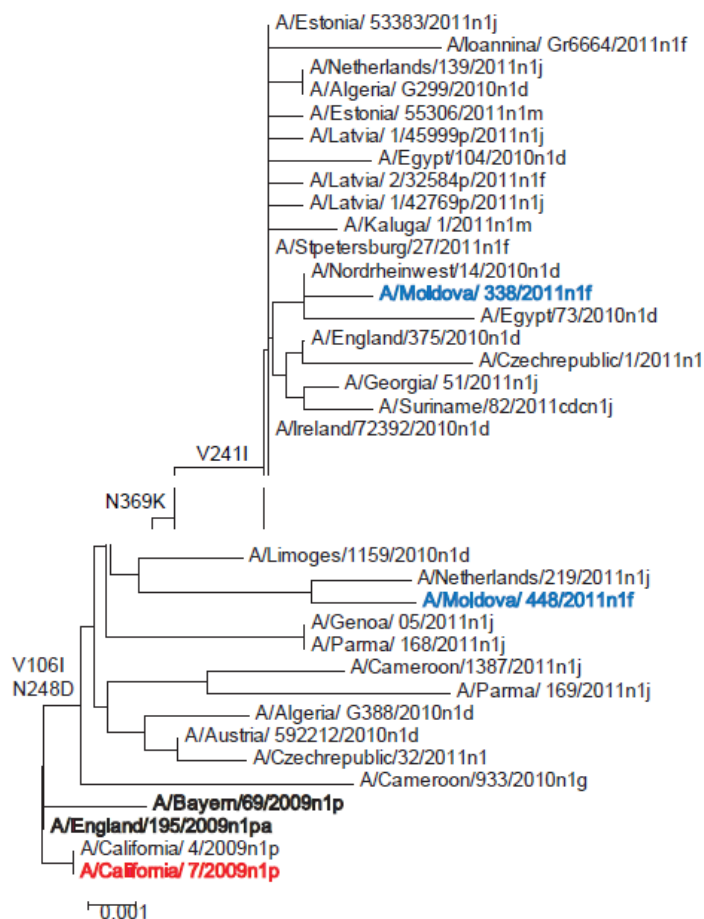 A/Estonia/ 53383/2011n1j
A/Ioannina/ Gr6664/2011n1f
A/Netherlands/139/2011n1j
A/Algeria/ G299/2010n1d
A/Estonia/ 55306/2011n1m
A/Latvia/ 1/45999p/2011n1j
A/Egypt/104/2010n1d
A/Latvia/ 2/32584p/2011n1f
A/Latvia/ 1/42769p/2011n1j
A/Kaluga/ 1/2011n1m
A/Stpetersburg/27/2011n1f
A/Nordrheinwest/14/2010n1d
A/Moldova/ 338/2011n1f
A/Egypt/73/2010n1d
A/England/375/2010n1d
A/Czechrepublic/1/2011n1
A/Georgia/ 51/2011n1j
A/Suriname/82/2011cdcn1j
A/Ireland/72392/2010n1d
V241I
N369K
A/Limoges/1159/2010n1d
A/Netherlands/219/2011n1j
A/Moldova/ 448/2011n1f
A/Genoa/ 05/2011n1j
A/Parma/ 168/2011n1j
V106I
N248D
A/Cameroon/1387/2011n1j
A/Parma/ 169/2011n1j
A/Algeria/ G388/2010n1d
A/Austria/ 592212/2010n1d
A/Czechrepublic/32/2011n1
A/Cameroon/933/2010n1g
A/Bayern/69/2009n1p
A/England/195/2009n1pa
A/California/ 4/2009n1p
A/California/ 7/2009n1p
0.001